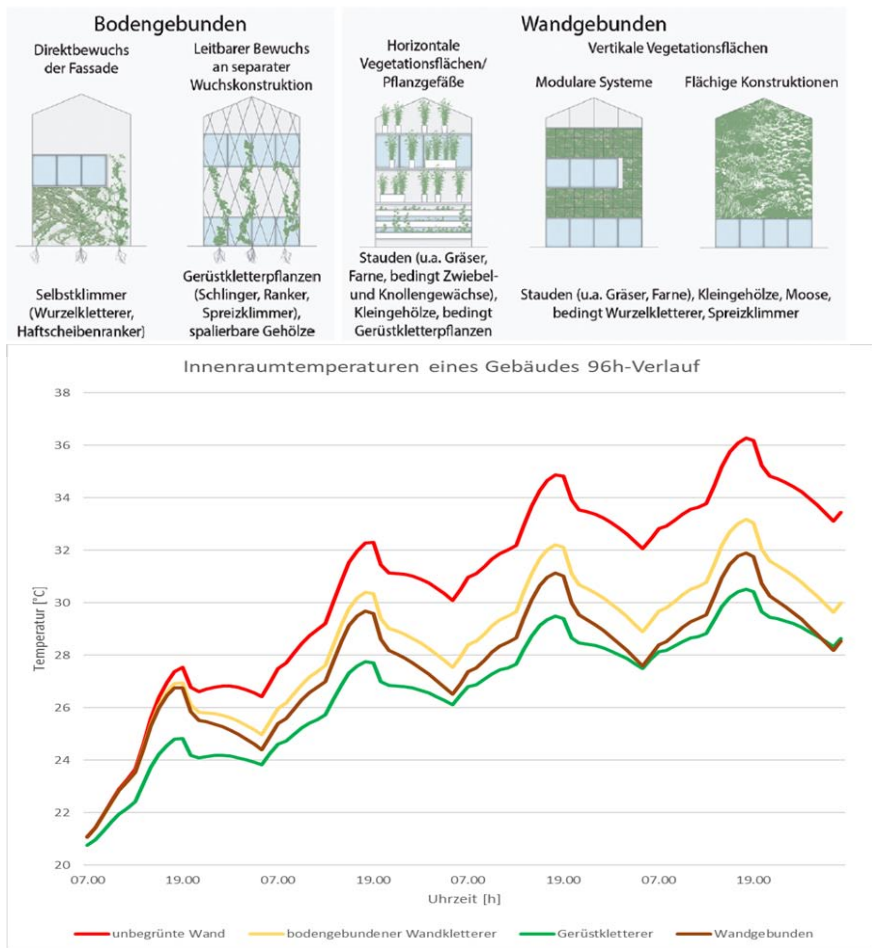 Bodengebunden
Direktbewuchs
der Fassade
Leitbarer Bewuchs
an separater
Wuchskonstruktion
Selbstklimmer
(Wurzelkletterer,
Haftscheibenranker)
Gerüstkletterpflanzen
(Schlinger, Ranker,
Spreizklimmer),
spalierbare Gehölze
Wandgebunden
Horizontale
Vegetationsflächen/
Pflanzgefäße
Vertikale Vegetationsflächen
Modulare Systeme
Flächige Konstruktionen
Stauden (u.a. Gräser,
Farne, bedingt Zwiebel-
und Knollengewächse),
Kleingehölze, bedingt
Gerüstkletterpflanzen
Stauden (u.a. Gräser, Farne), Kleingehölze, Moose,
bedingt Wurzelkletterer, Spreizklimmer
Innenraumtemperaturen eines Gebäudes 96h-Verlauf
Temperatur [°C]
38
36
34
32
30
28
26
24
22
20
07.00 19.00 07.00 19.00 07.00 19.00 07.00 19.00
Uhrzeit [h]
unbegrünte Wand bodengebundener Wandkletterer Gerüstkletterer Wandgebunden